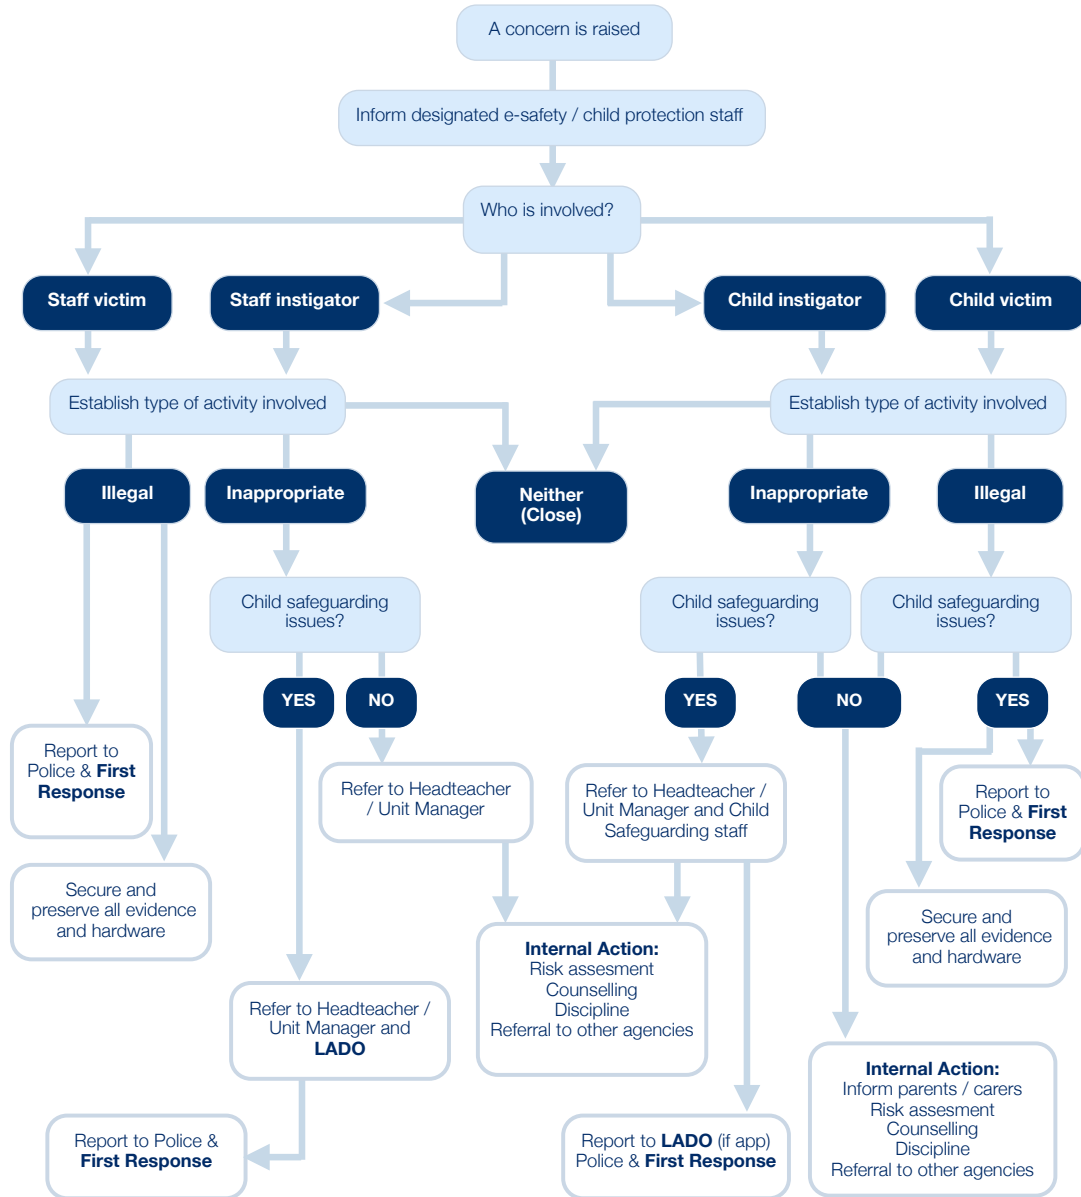 A concern is raised
Inform designated e-safety / child protection staff
Who is involved?
Staff victim
Staff instigator
Child instigator
Child victim
Establish type of activity involved
Establish type of activity involved
Illegal
Inappropriate
Neither
(Close)
Inappropriate
Illegal
Child safeguarding
issues?
Child safeguarding
issues?
Child safeguarding
issues?
YES
NO
YES
NO
YES
Report to
Police & First
Response
Refer to Headteacher
/ Unit Manager
Refer to Headteacher /
Unit Manager and Child
Safeguarding staff
Report to
Police & First
Response
Secure and
preserve all evidence
and hardware
Secure and
preserve all evidence
and hardware
Internal Action:
Risk assesment
Counselling
Discipline
Referral to other agencies
Refer to Headteacher /
Unit Manager and
LADO
Internal Action:
Inform parents / carers
Risk assesment
Counselling
Discipline
Referral to other agencies
Report to Police &
First Response
Report to LADO (if app)
Police & First Response